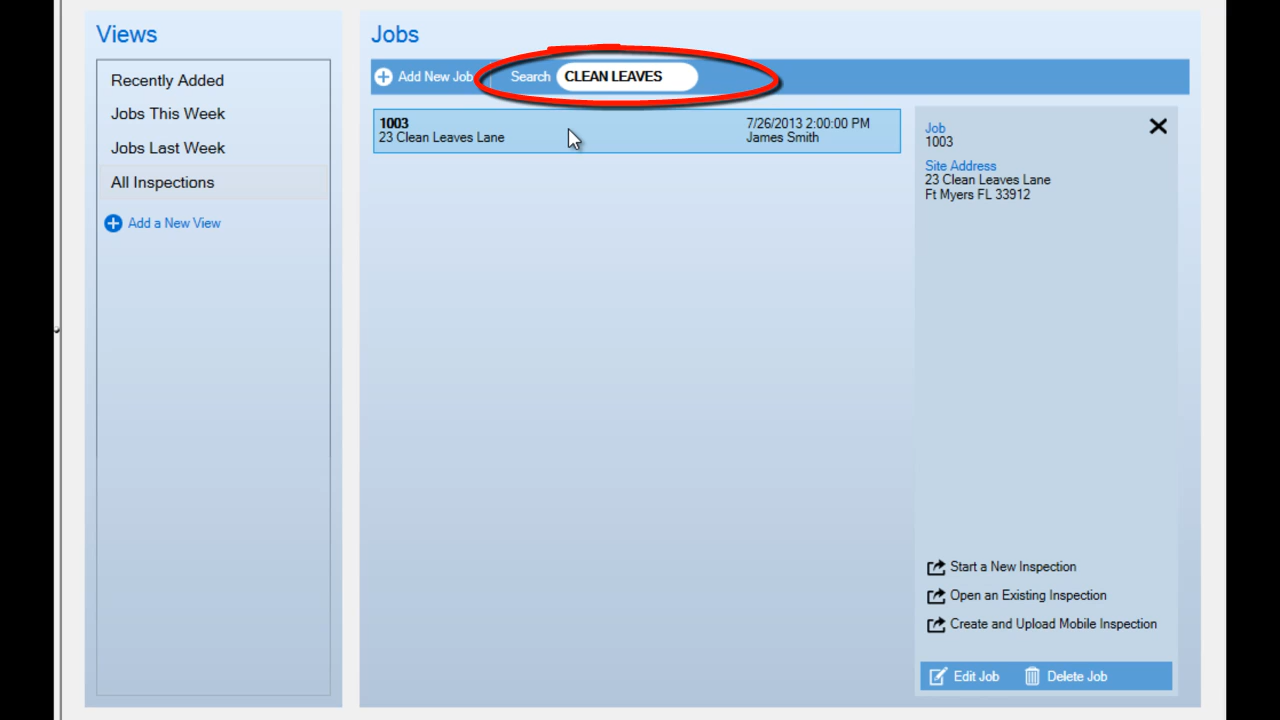 Views
Recently Added
Jobs This Week
Jobs Last Week
All Inspections
Add a New View
Jobs
Add New Job
Search CLEAN LEAVES
1003 7/26/2013 2:00:00 PM
23 Clean Leaves Lane James Smith
Job
1003
Site Address
23 Clean Leaves Lane
Ft Myers FL 33912
Start a New Inspection
Open an Existing Inspection
Create and Upload Mobile Inspection
Edit Job Delete Job